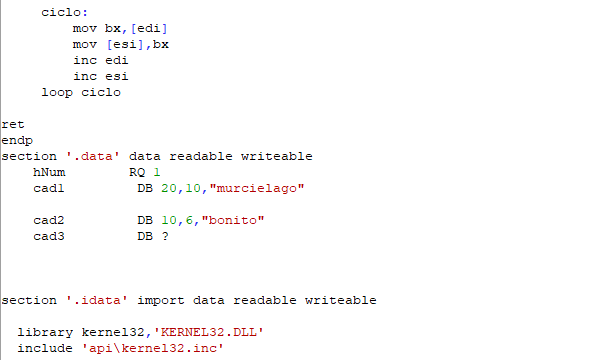 ciclo:
mov bx,[edi]
mov [esi],bx
inc edi
inc esi
loop ciclo
ret
endp
section '.data' data readable writeable
hNum RQ 1
cad1 DB 20,10,"murcielago"
cad2 DB 10,6,"bonito"
cad3 DB ?
section '.idata' import data readable writeable
library kernel32,'KERNEL32.DLL'
include 'api\kernel32.inc'